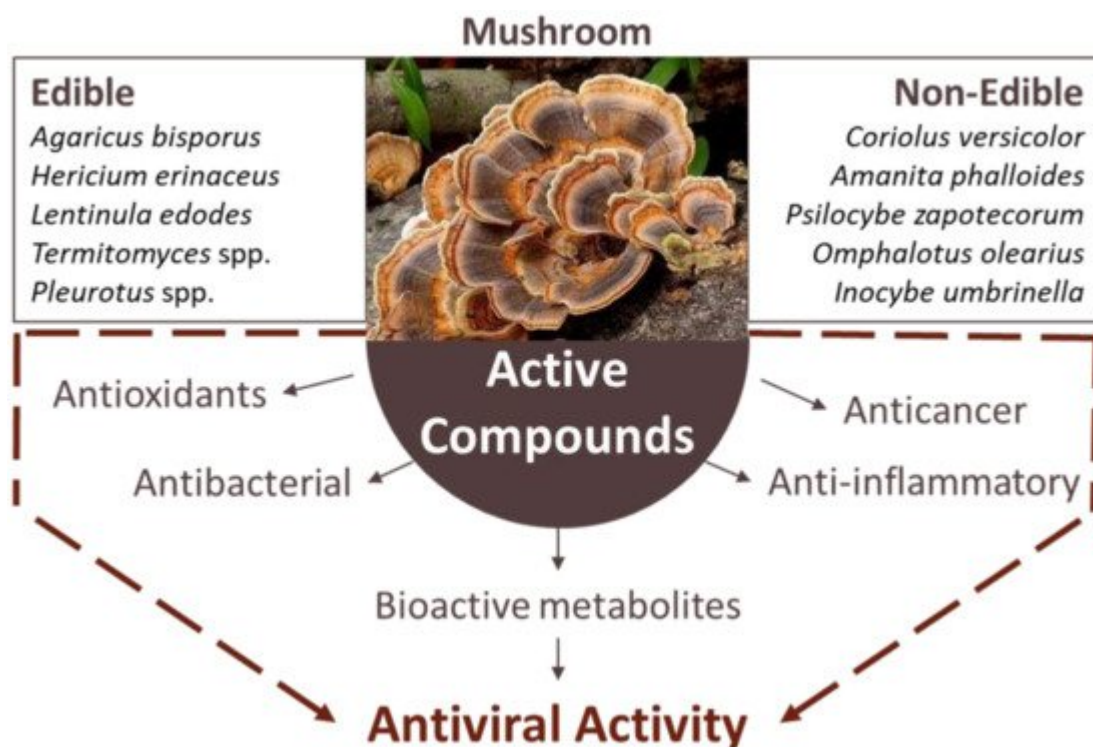 Mushroom
Edible
Agaricus bisporus
Hericium erinaceus
Lentinula edodes
Termitomyces spp.
Pleurotus spp.
Non-Edible
Coriolus versicolor
Amanita phalloides
Psilocybe zapotecorum
Omphalotus olearius
Inocybe umbrinella
Active
Compounds
Antioxidants
Antibacterial
Anticancer
Anti-inflammatory
Bioactive metabolites
Antiviral Activity